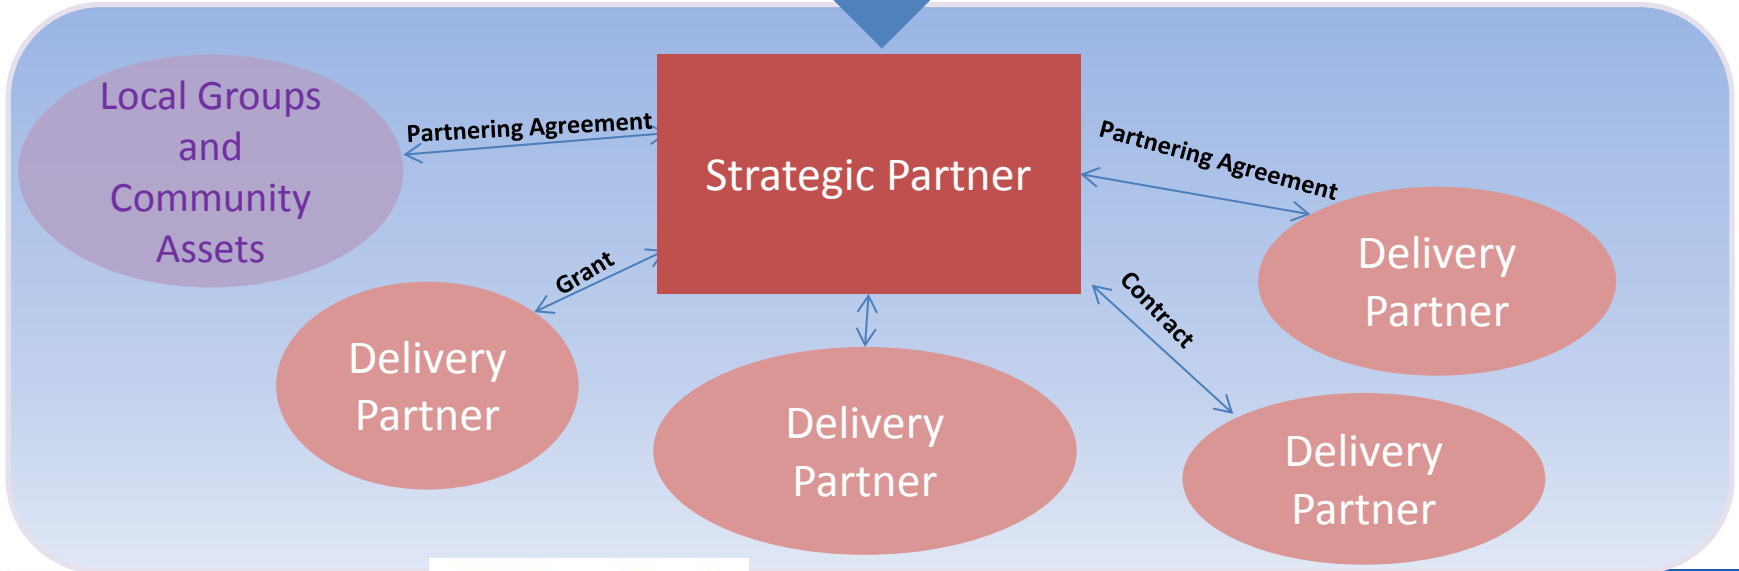 Local Groups
and
Community
Assets
Partnering Agreement
Strategic Partner
Partnering Agreement
Delivery
Partner
Grant
Contract
Delivery
Partner
Delivery
Partner
Delivery
Partner